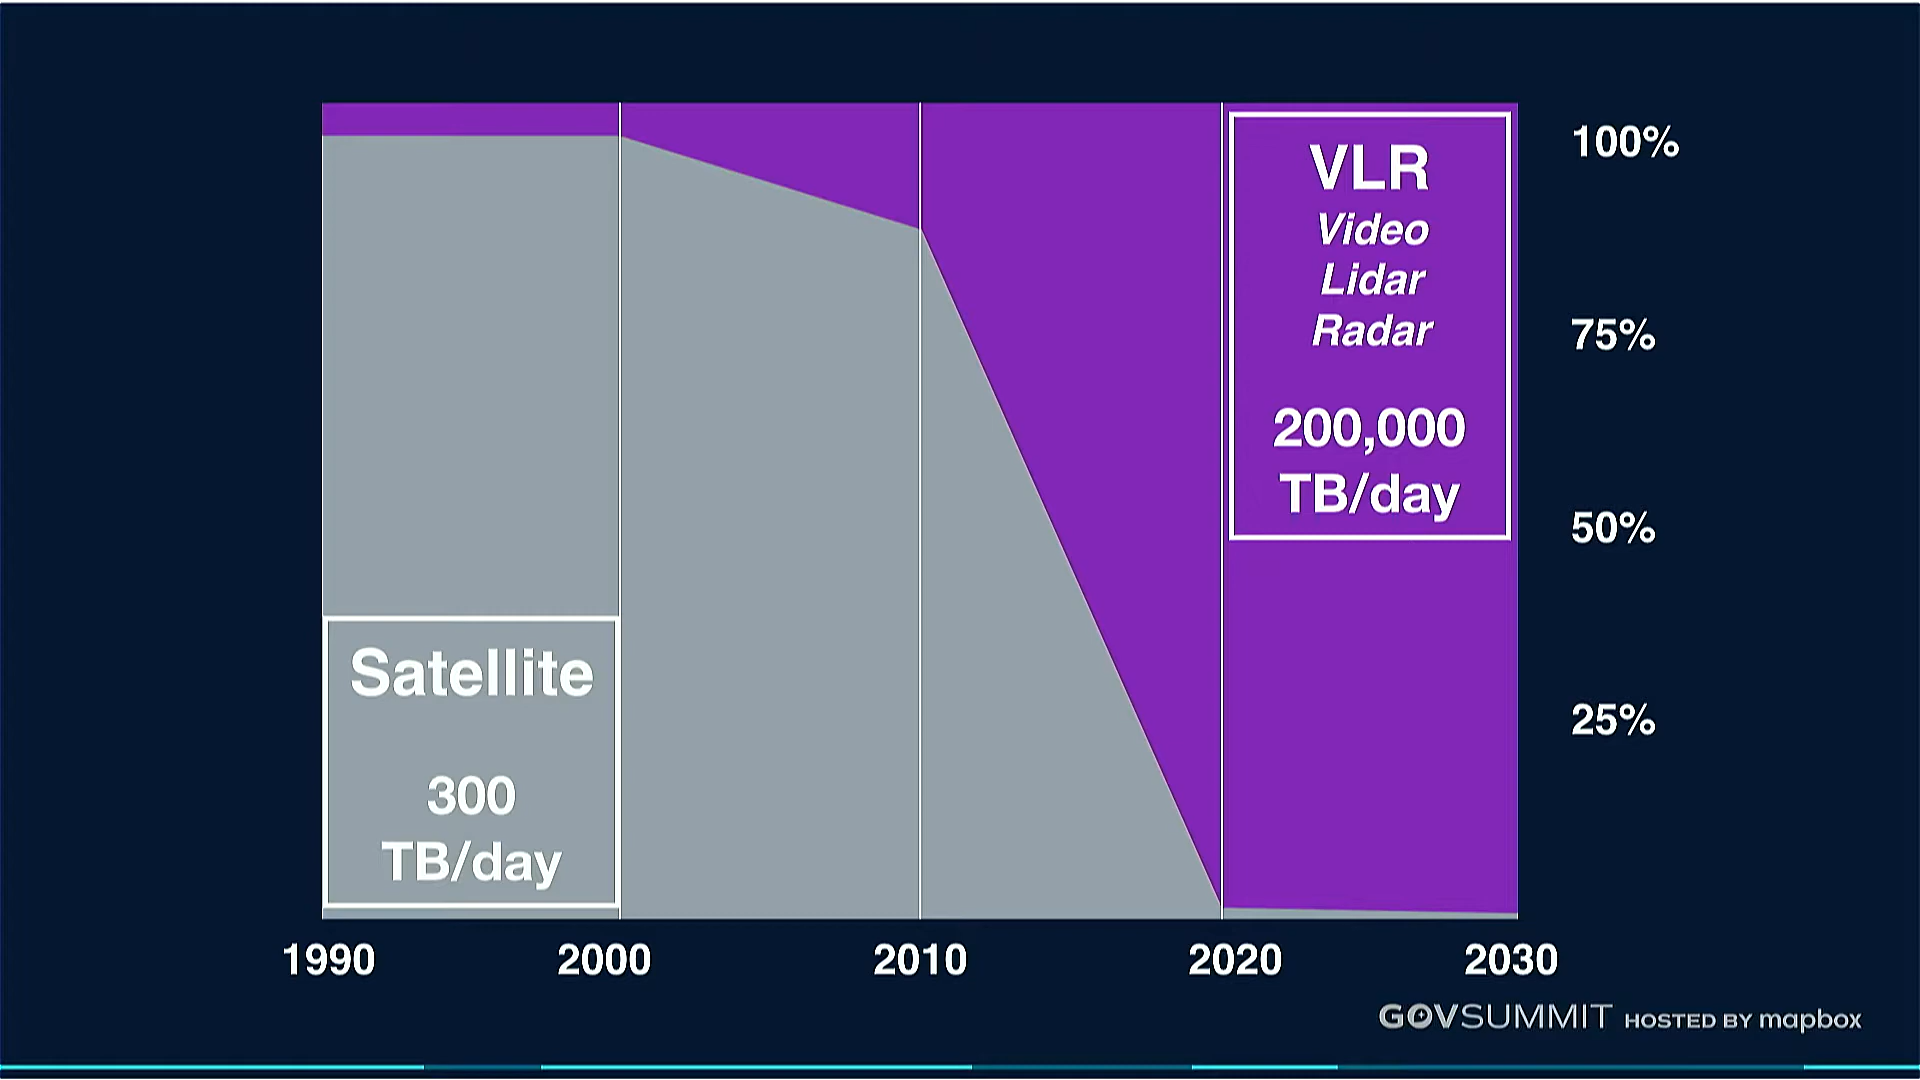 VLR
Video
Lidar
Radar
200,000
TB/day
Satellite
300
TB/day
100%
75%
50%
25%
1990 2000 2010 2020 2030
GOVSUMMIT HOSTED BY mapbox